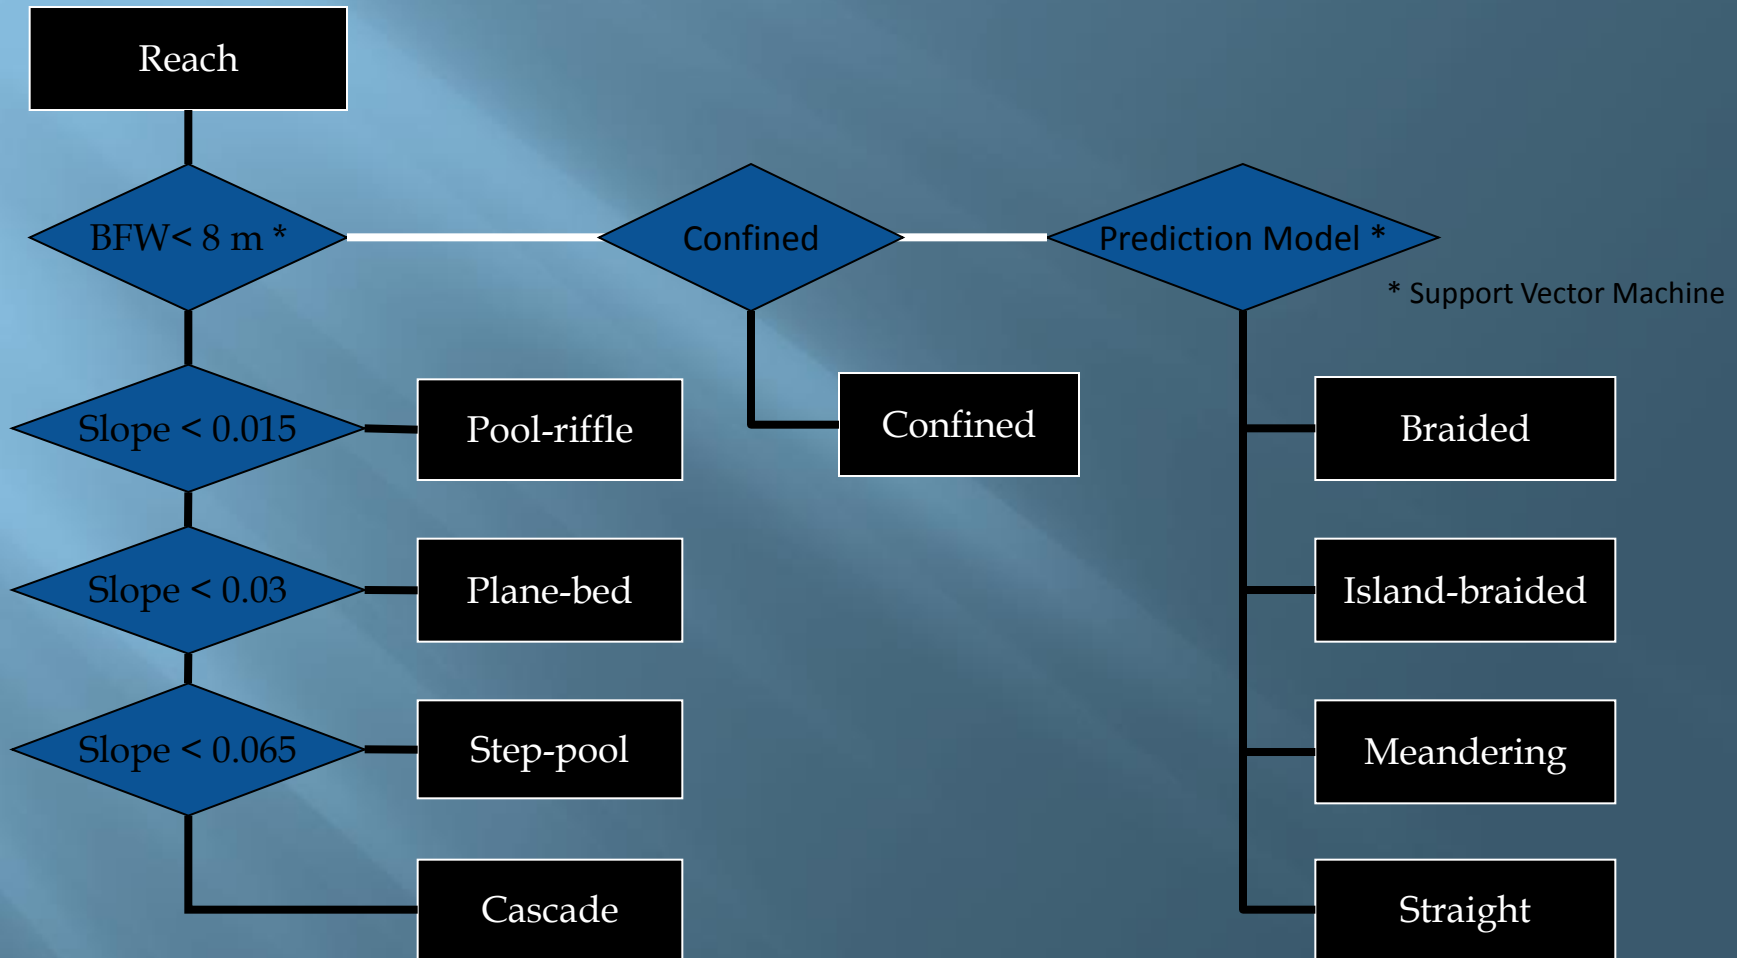 Reach
BFW< 8 m *
Confined
Prediction Model *
* Support Vector Machine
Slope < 0.015
Pool-riffle
Confined
Braided
Slope < 0.03
Plane-bed
Island-braided
Slope < 0.065
Step-pool
Meandering
Cascade
Straight